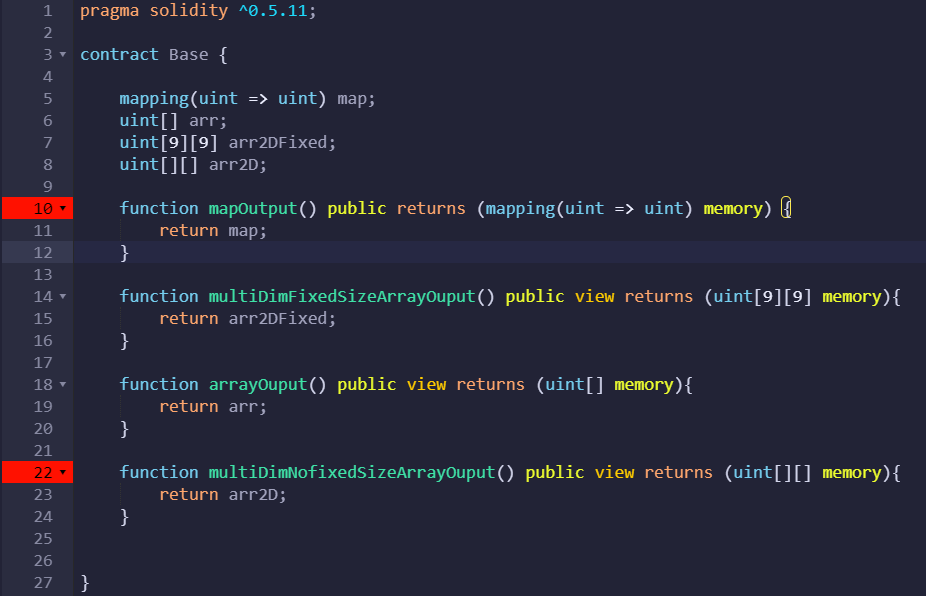 1 pragma solidity ^0.5.11;
2
3 contract Base {
4
5 mapping(uint => uint) map;
6 uint[] arr;
7 uint[9][9] arr2DFixed;
8 uint[][] arr2D;
9
10 function mapOutput() public returns (mapping(uint => uint) memory) {
11 return map;
12 }
13
14 function multiDimFixedSizeArrayOuput() public view returns (uint[9][9] memory){
15 return arr2DFixed;
16 }
17
18 function arrayOuput() public view returns (uint[] memory){
19 return arr;
20 }
21
22 function multiDimNofixedSizeArrayOuput() public view returns (uint[][] memory){
23 return arr2D;
24 }
25
26
27 }